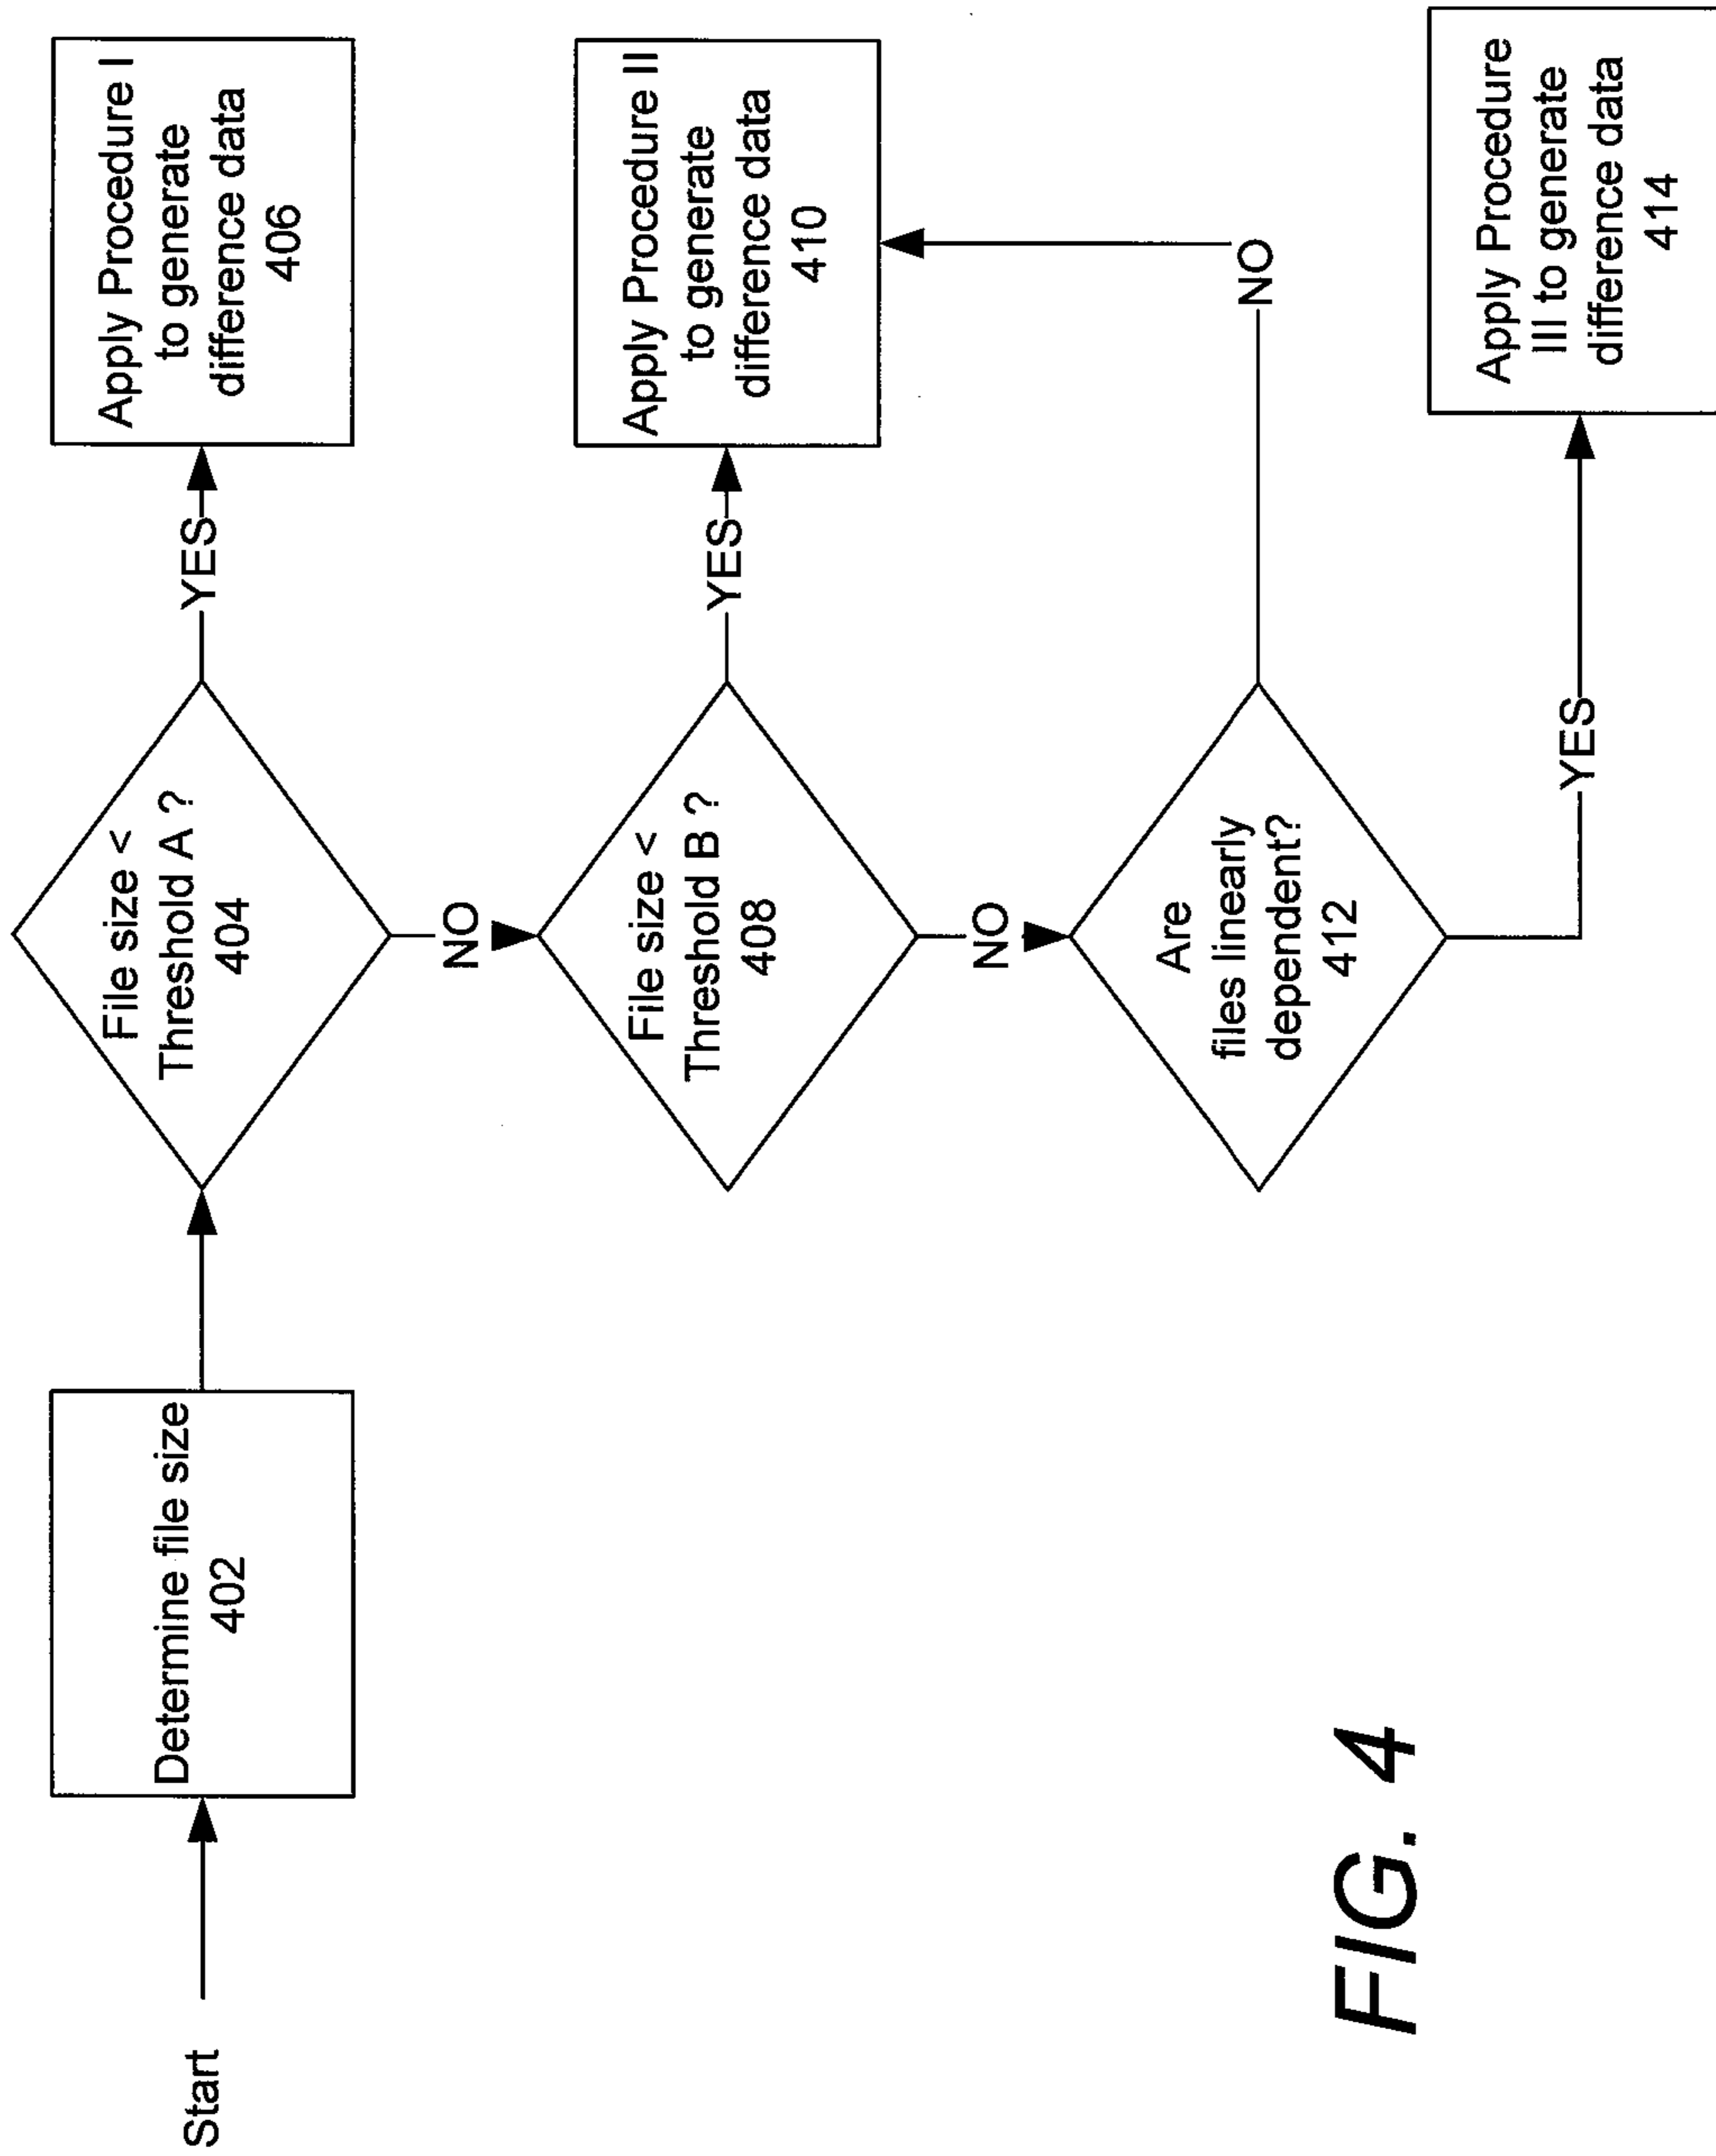 Start
Determine file size
402
File size <
Threshold A ?
404
YES
Apply Procedure I
to generate
difference data
406
NO
File size <
Threshold B ?
408
YES
Apply Procedure II
to generate
difference data
410
NO
Are
files linearly
dependent?
412
NO
YES
Apply Procedure
III to generate
difference data
414
FIG. 4